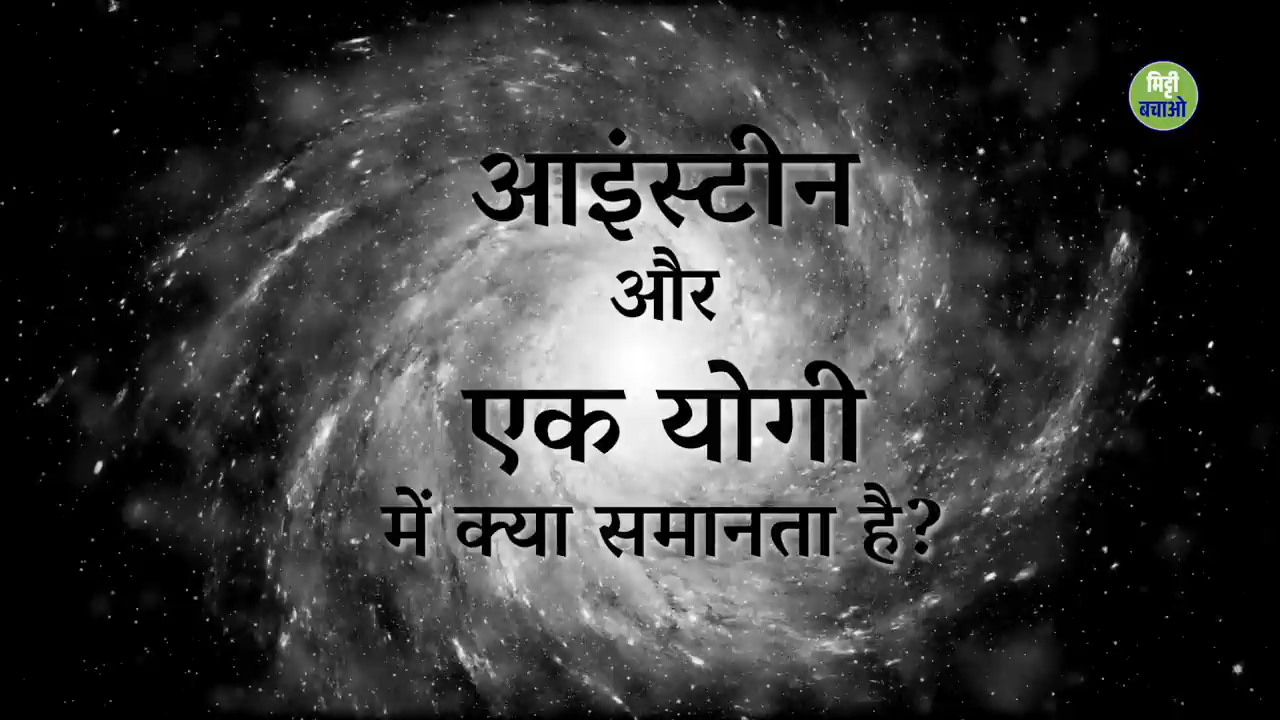 मिट्टी
बचाओ
आइंस्टीन
और
एक योगी
में क्या समानता है?